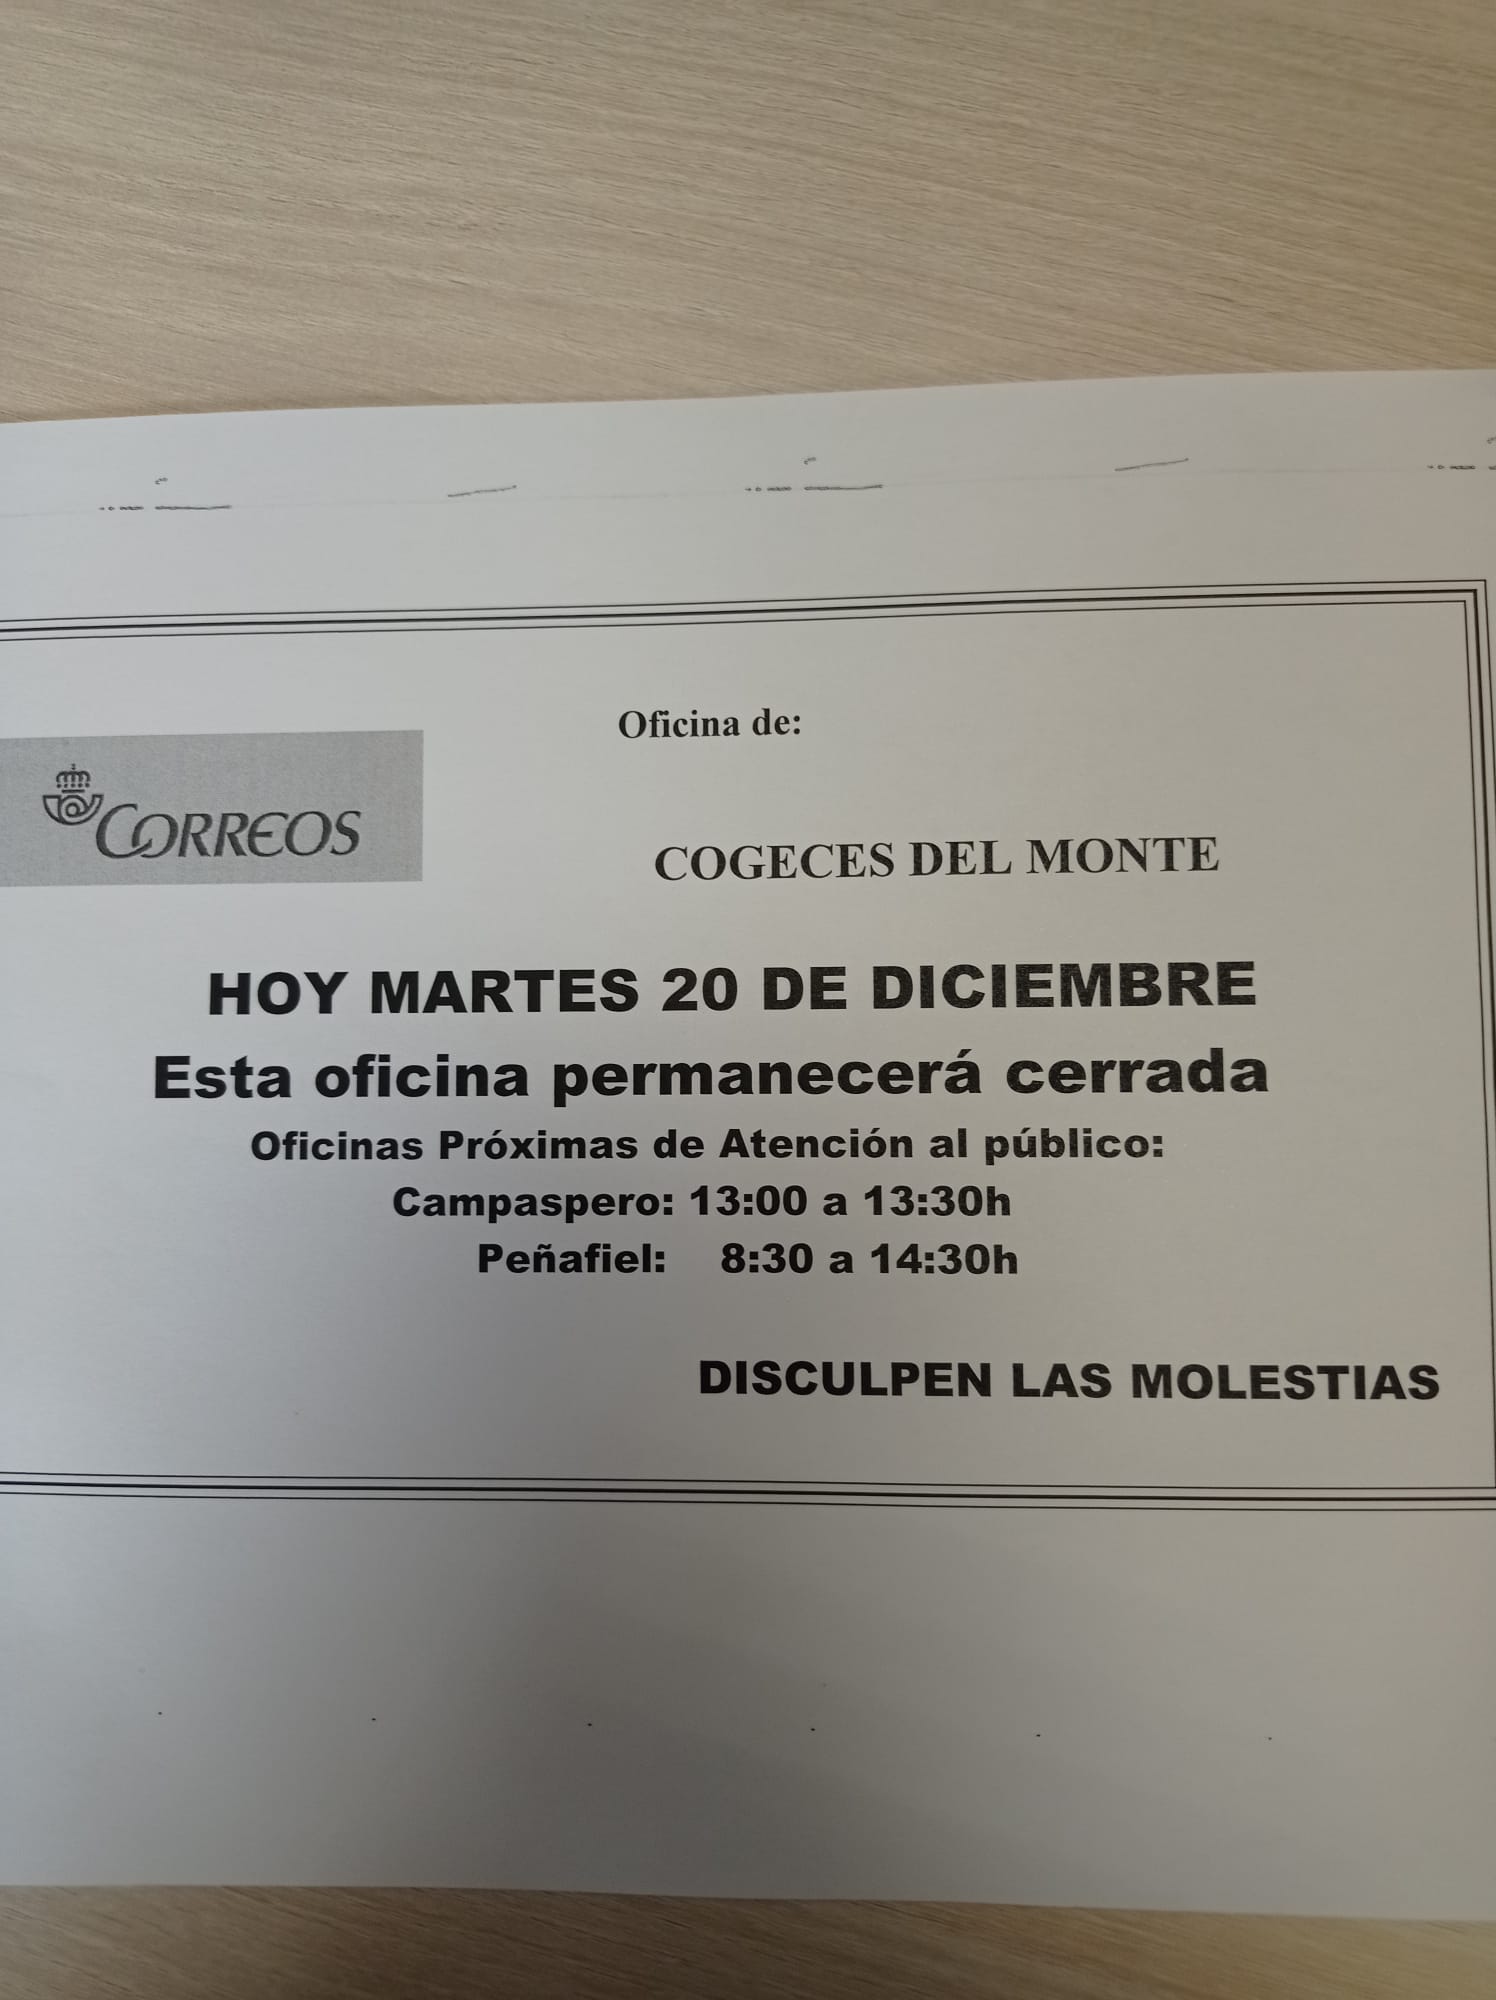 Oficina de:
CORREOS
COGECES DEL MONTE
HOY MARTES 20 DE DICIEMBRE
Esta oficina permanecerá cerrada
Oficinas Próximas de Atención al público:
Campaspero: 13:00 a 13:30h
Peñafiel: 8:30 a 14:30h
DISCULPEN LAS MOLESTIAS